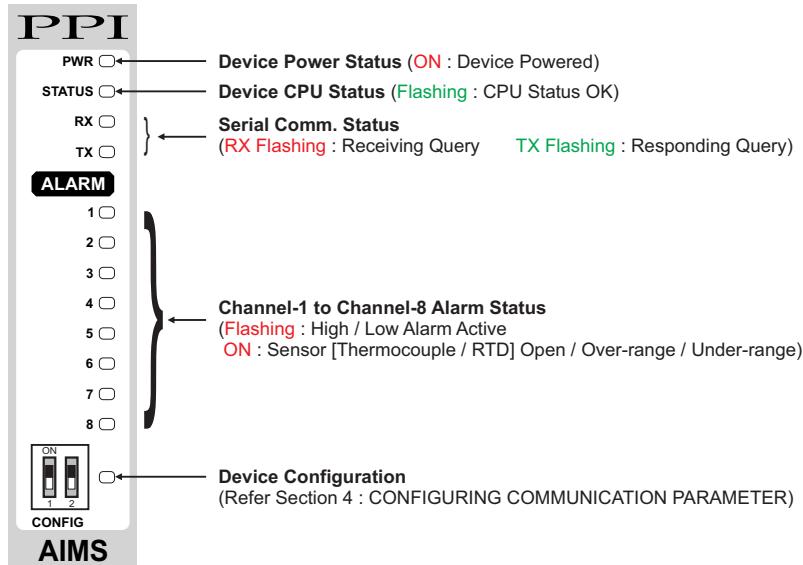 PPI
PWR
Device Power Status (ON : Device Powered)
STATUS
Device CPU Status (Flashing : CPU Status OK)
RX
TX
Serial Comm. Status
(RX Flashing : Receiving Query TX Flashing : Responding Query)
ALARM
1
2
3
4
5
6
7
8
Channel-1 to Channel-8 Alarm Status
(Flashing : High / Low Alarm Active
ON : Sensor [Thermocouple / RTD] Open / Over-range / Under-range)
ON
1 2
CONFIG
Device Configuration
(Refer Section 4 : CONFIGURING COMMUNICATION PARAMETER)
AIMS